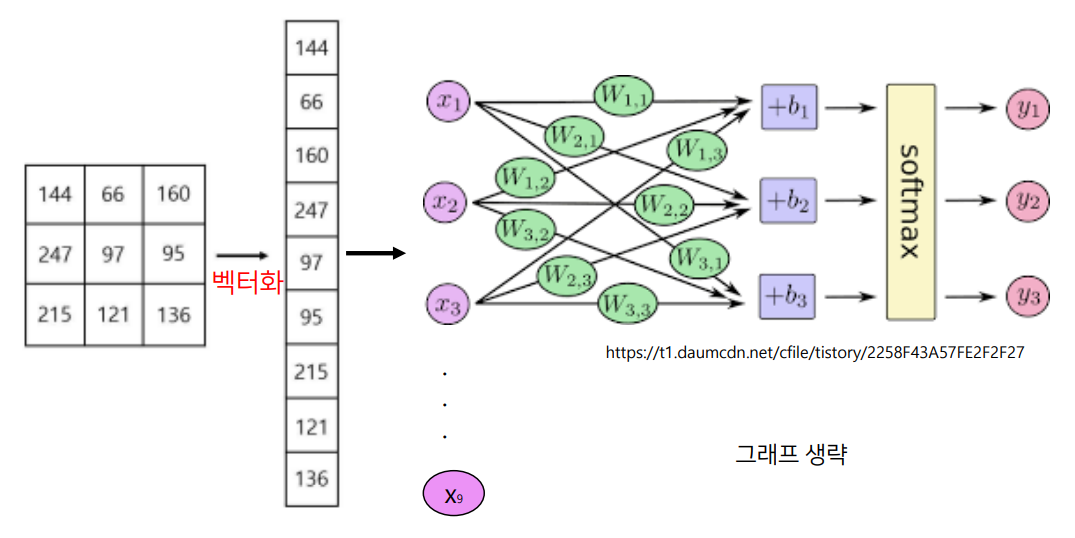 144 66 160
247 97 95
215 121 136
벡터화
144
66
160
247
97
95
215
121
136
x1
x2
x3
.
.
.
X9
W1,1
W2,1
W1,3
W1,2
W2,2
W3,2
W3,1
W2,3
W3,3
+b1
+b2
+b3
softmax
y1
y2
y3
https://t1.daumcdn.net/cfile/tistory/2258F43A57FE2F2F27
그래프 생략